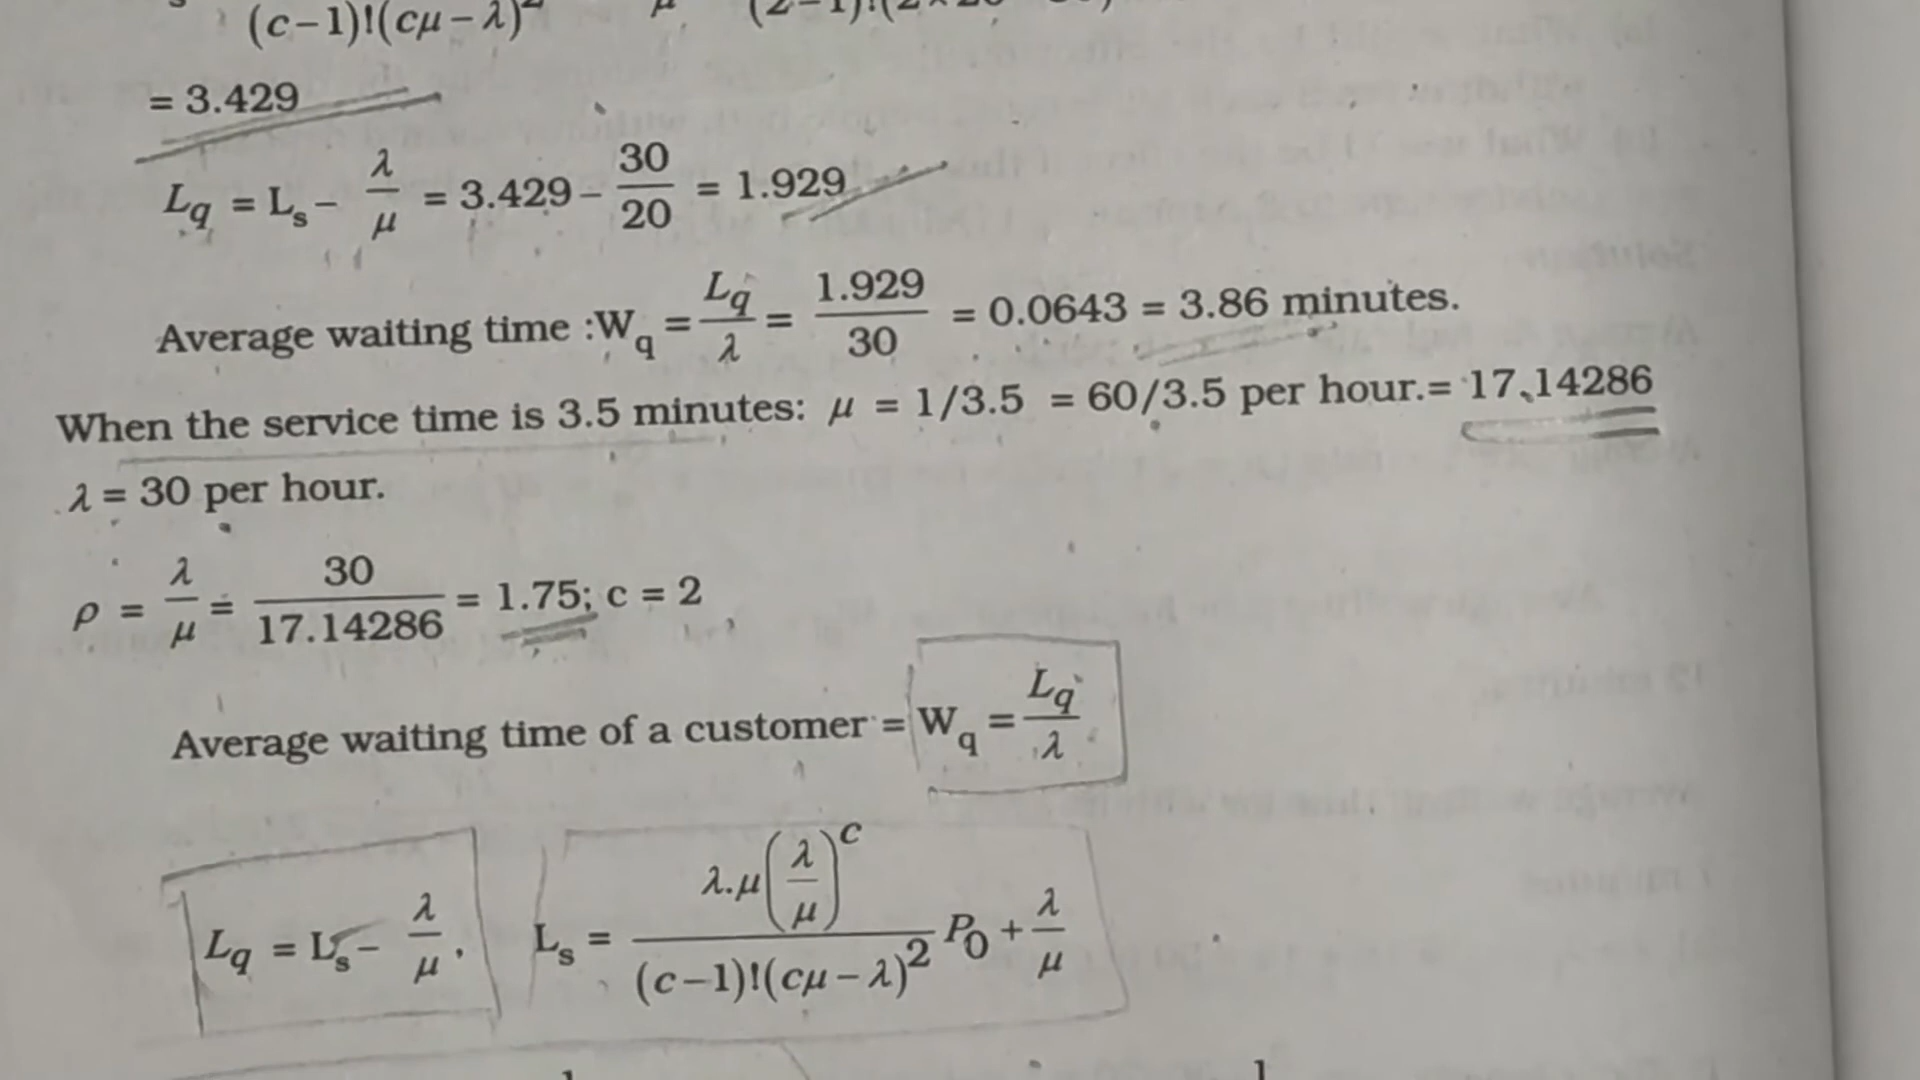 (c−1)!(cμ−λ)² μ
= 3.429
Lq = Ls − λ/μ = 3.429 − 30/20 = 1.929
Average waiting time :Wq = Lq/λ = 1.929/30 = 0.0643 = 3.86 minutes.
When the service time is 3.5 minutes: μ = 1/3.5 = 60/3.5 per hour.= 17.14286
λ = 30 per hour.
ρ = λ/μ = 30/17.14286 = 1.75; c = 2
Average waiting time of a customer = Wq = Lq/λ
Lq = Ls − λ/μ. Ls = λ.μ(λ/μ)^c/(c−1)!(cμ−λ)² P0 + λ/μ